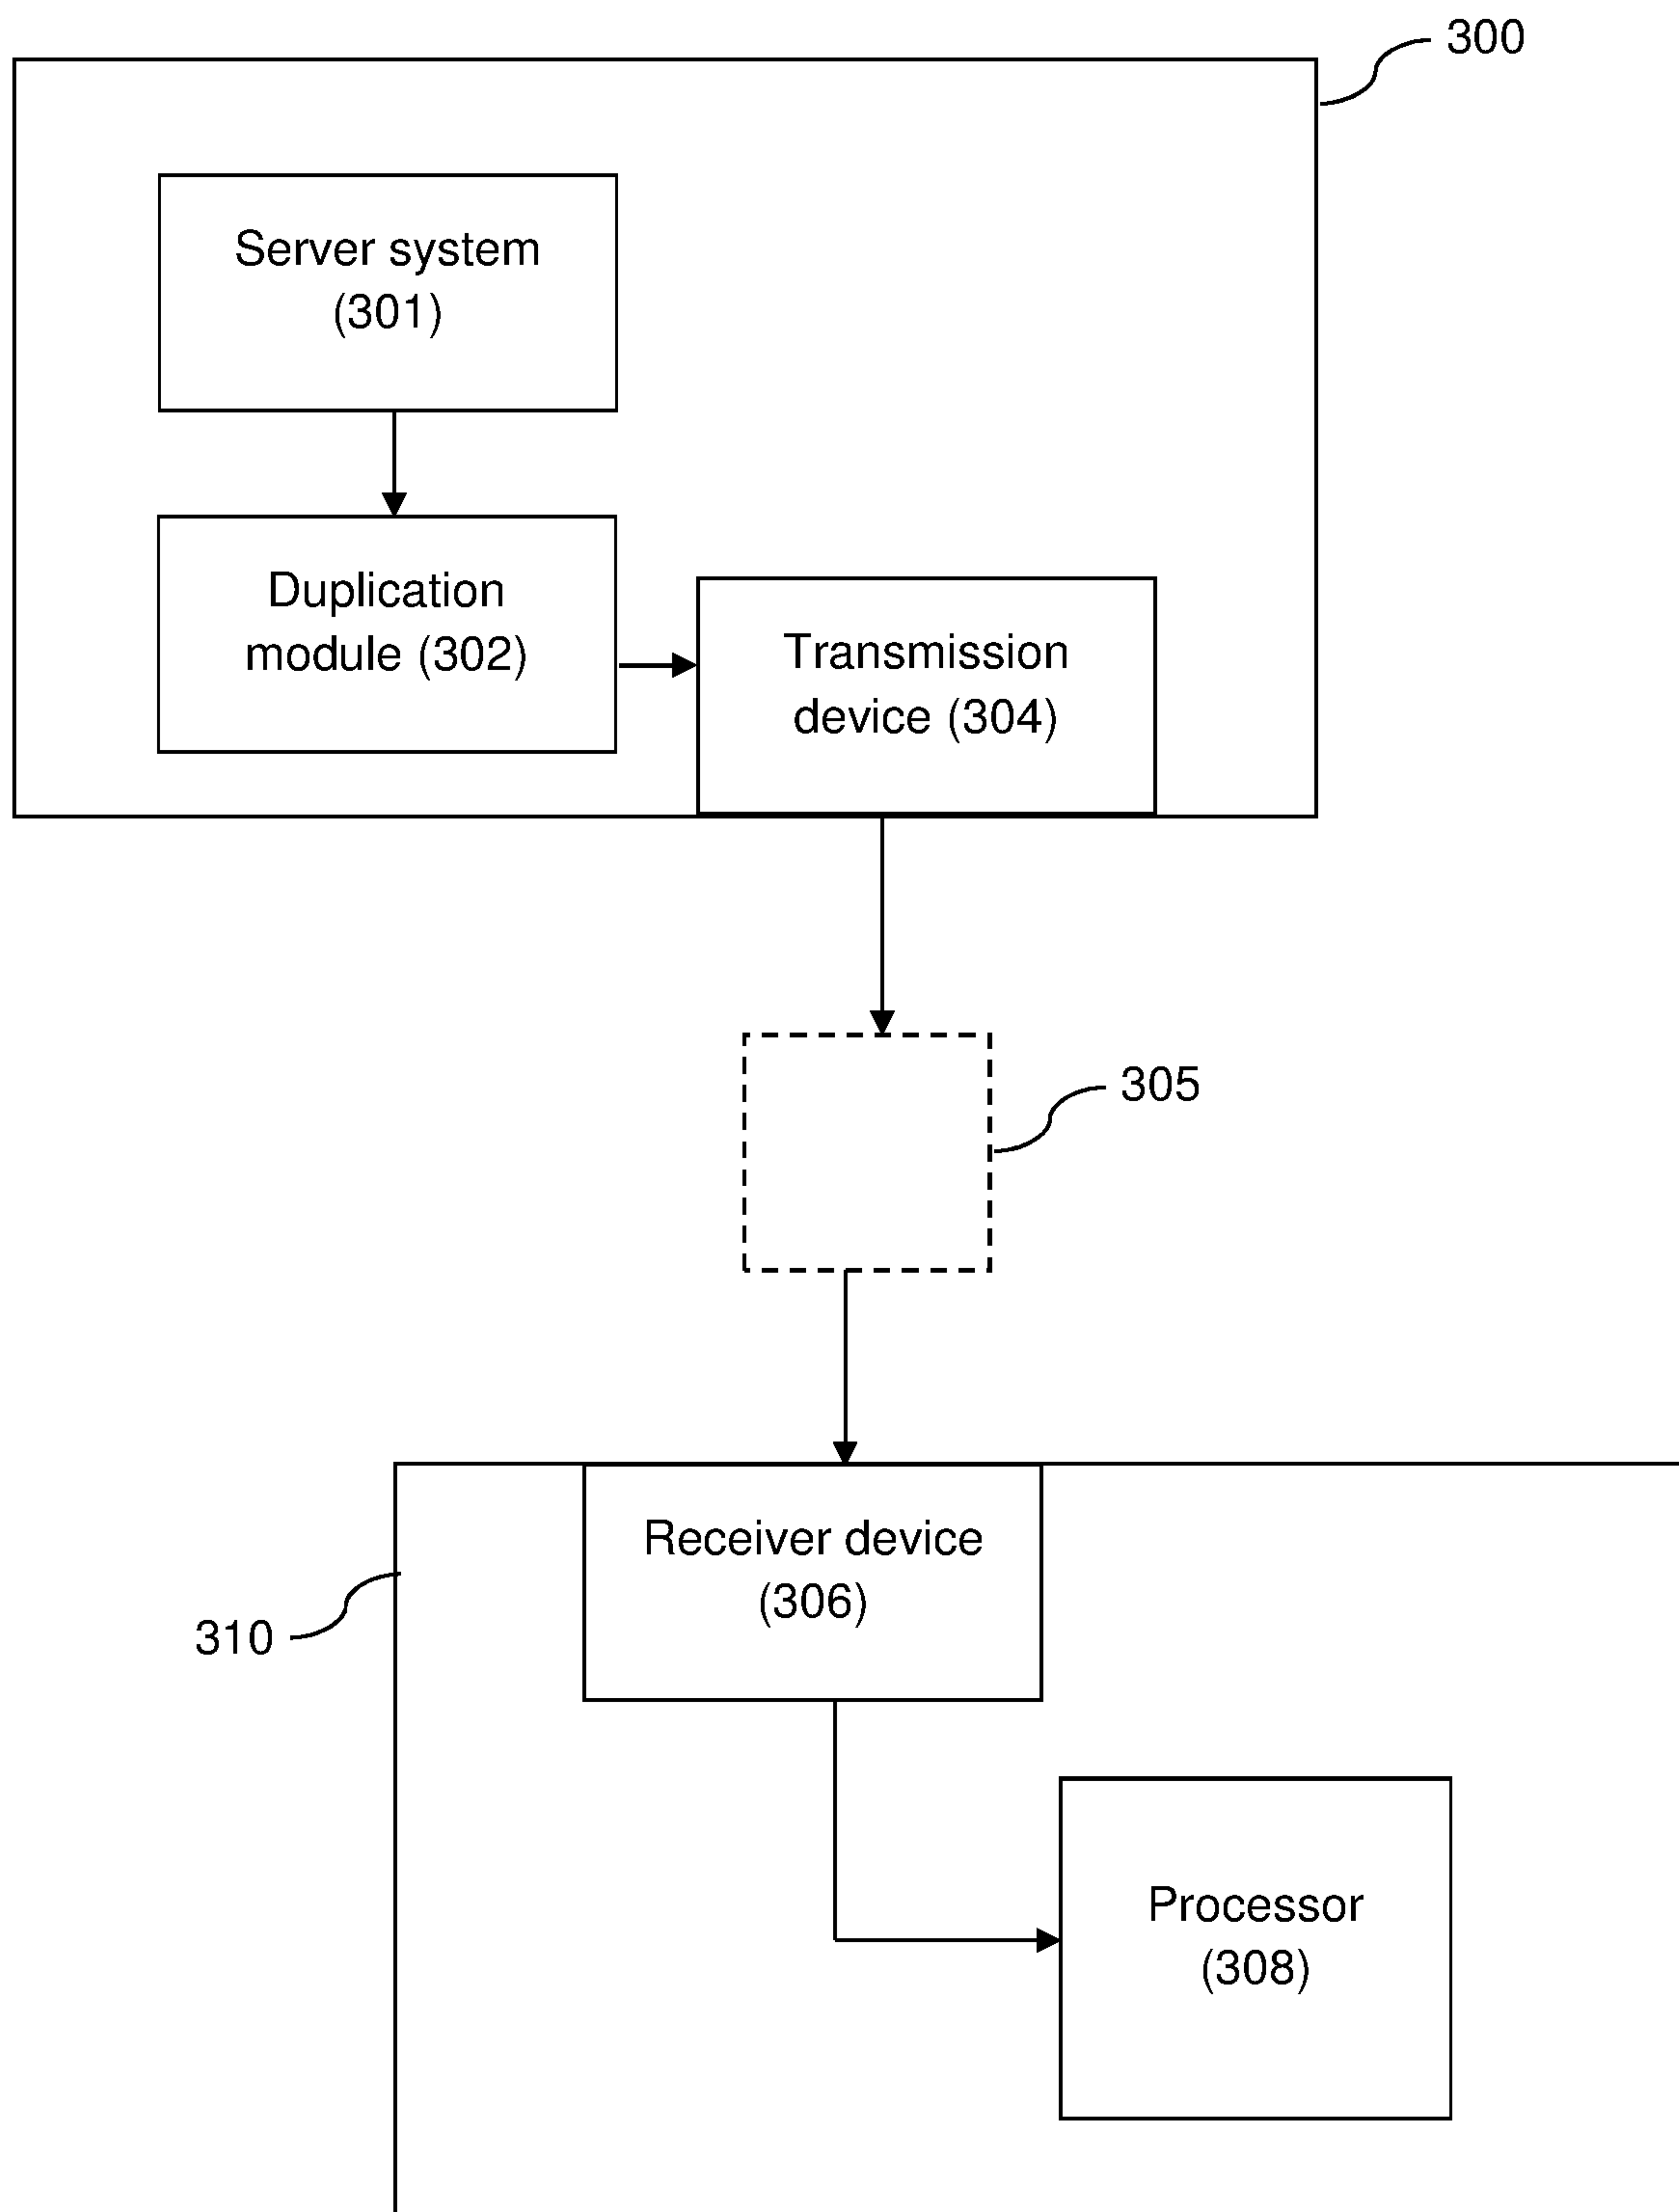 300
Server system
(301)
Duplication
module (302)
Transmission
device (304)
305
Receiver device
(306)
310
Processor
(308)